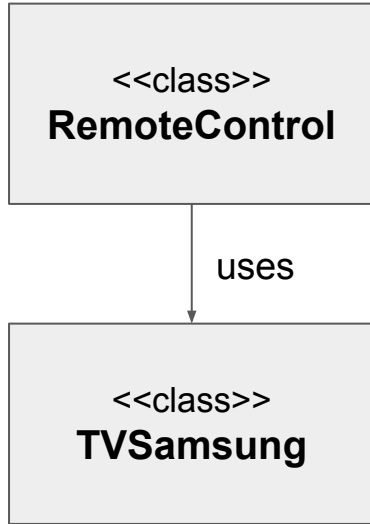 <<class>>
RemoteControl
uses
<<class>>
TVSamsung